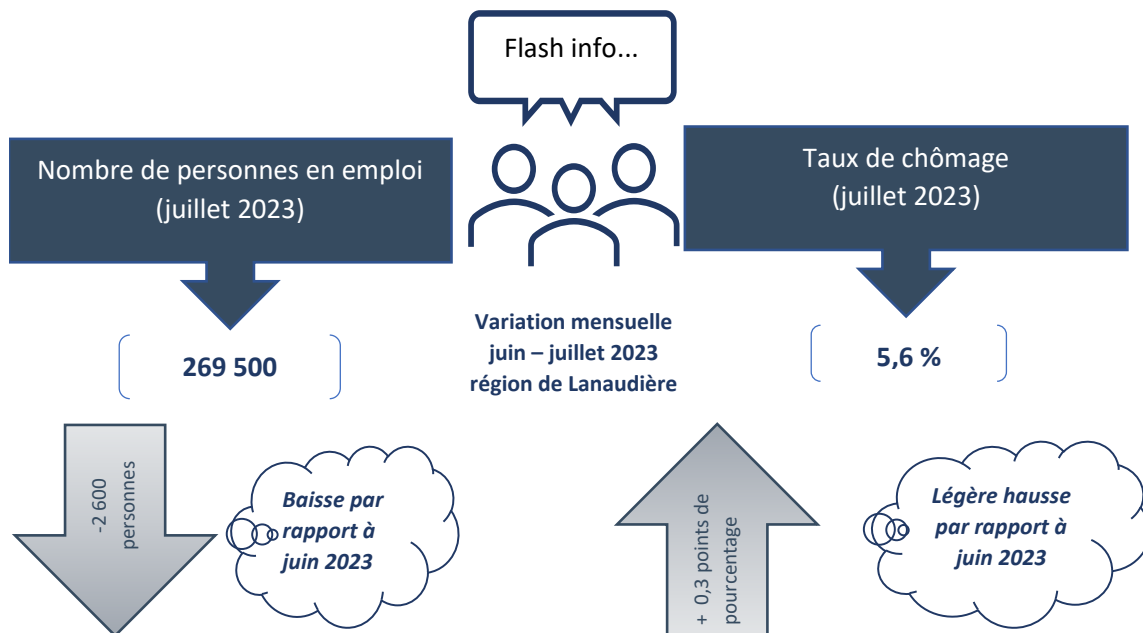 Flash info...
Nombre de personnes en emploi
(juillet 2023)
Taux de chômage
(juillet 2023)
269 500
Variation mensuelle
juin – juillet 2023
région de Lanaudière
5,6 %
-2 600
personnes
Baisse par
rapport à
juin 2023
+ 0,3 points de
pourcentage
Légère hausse
par rapport à
juin 2023